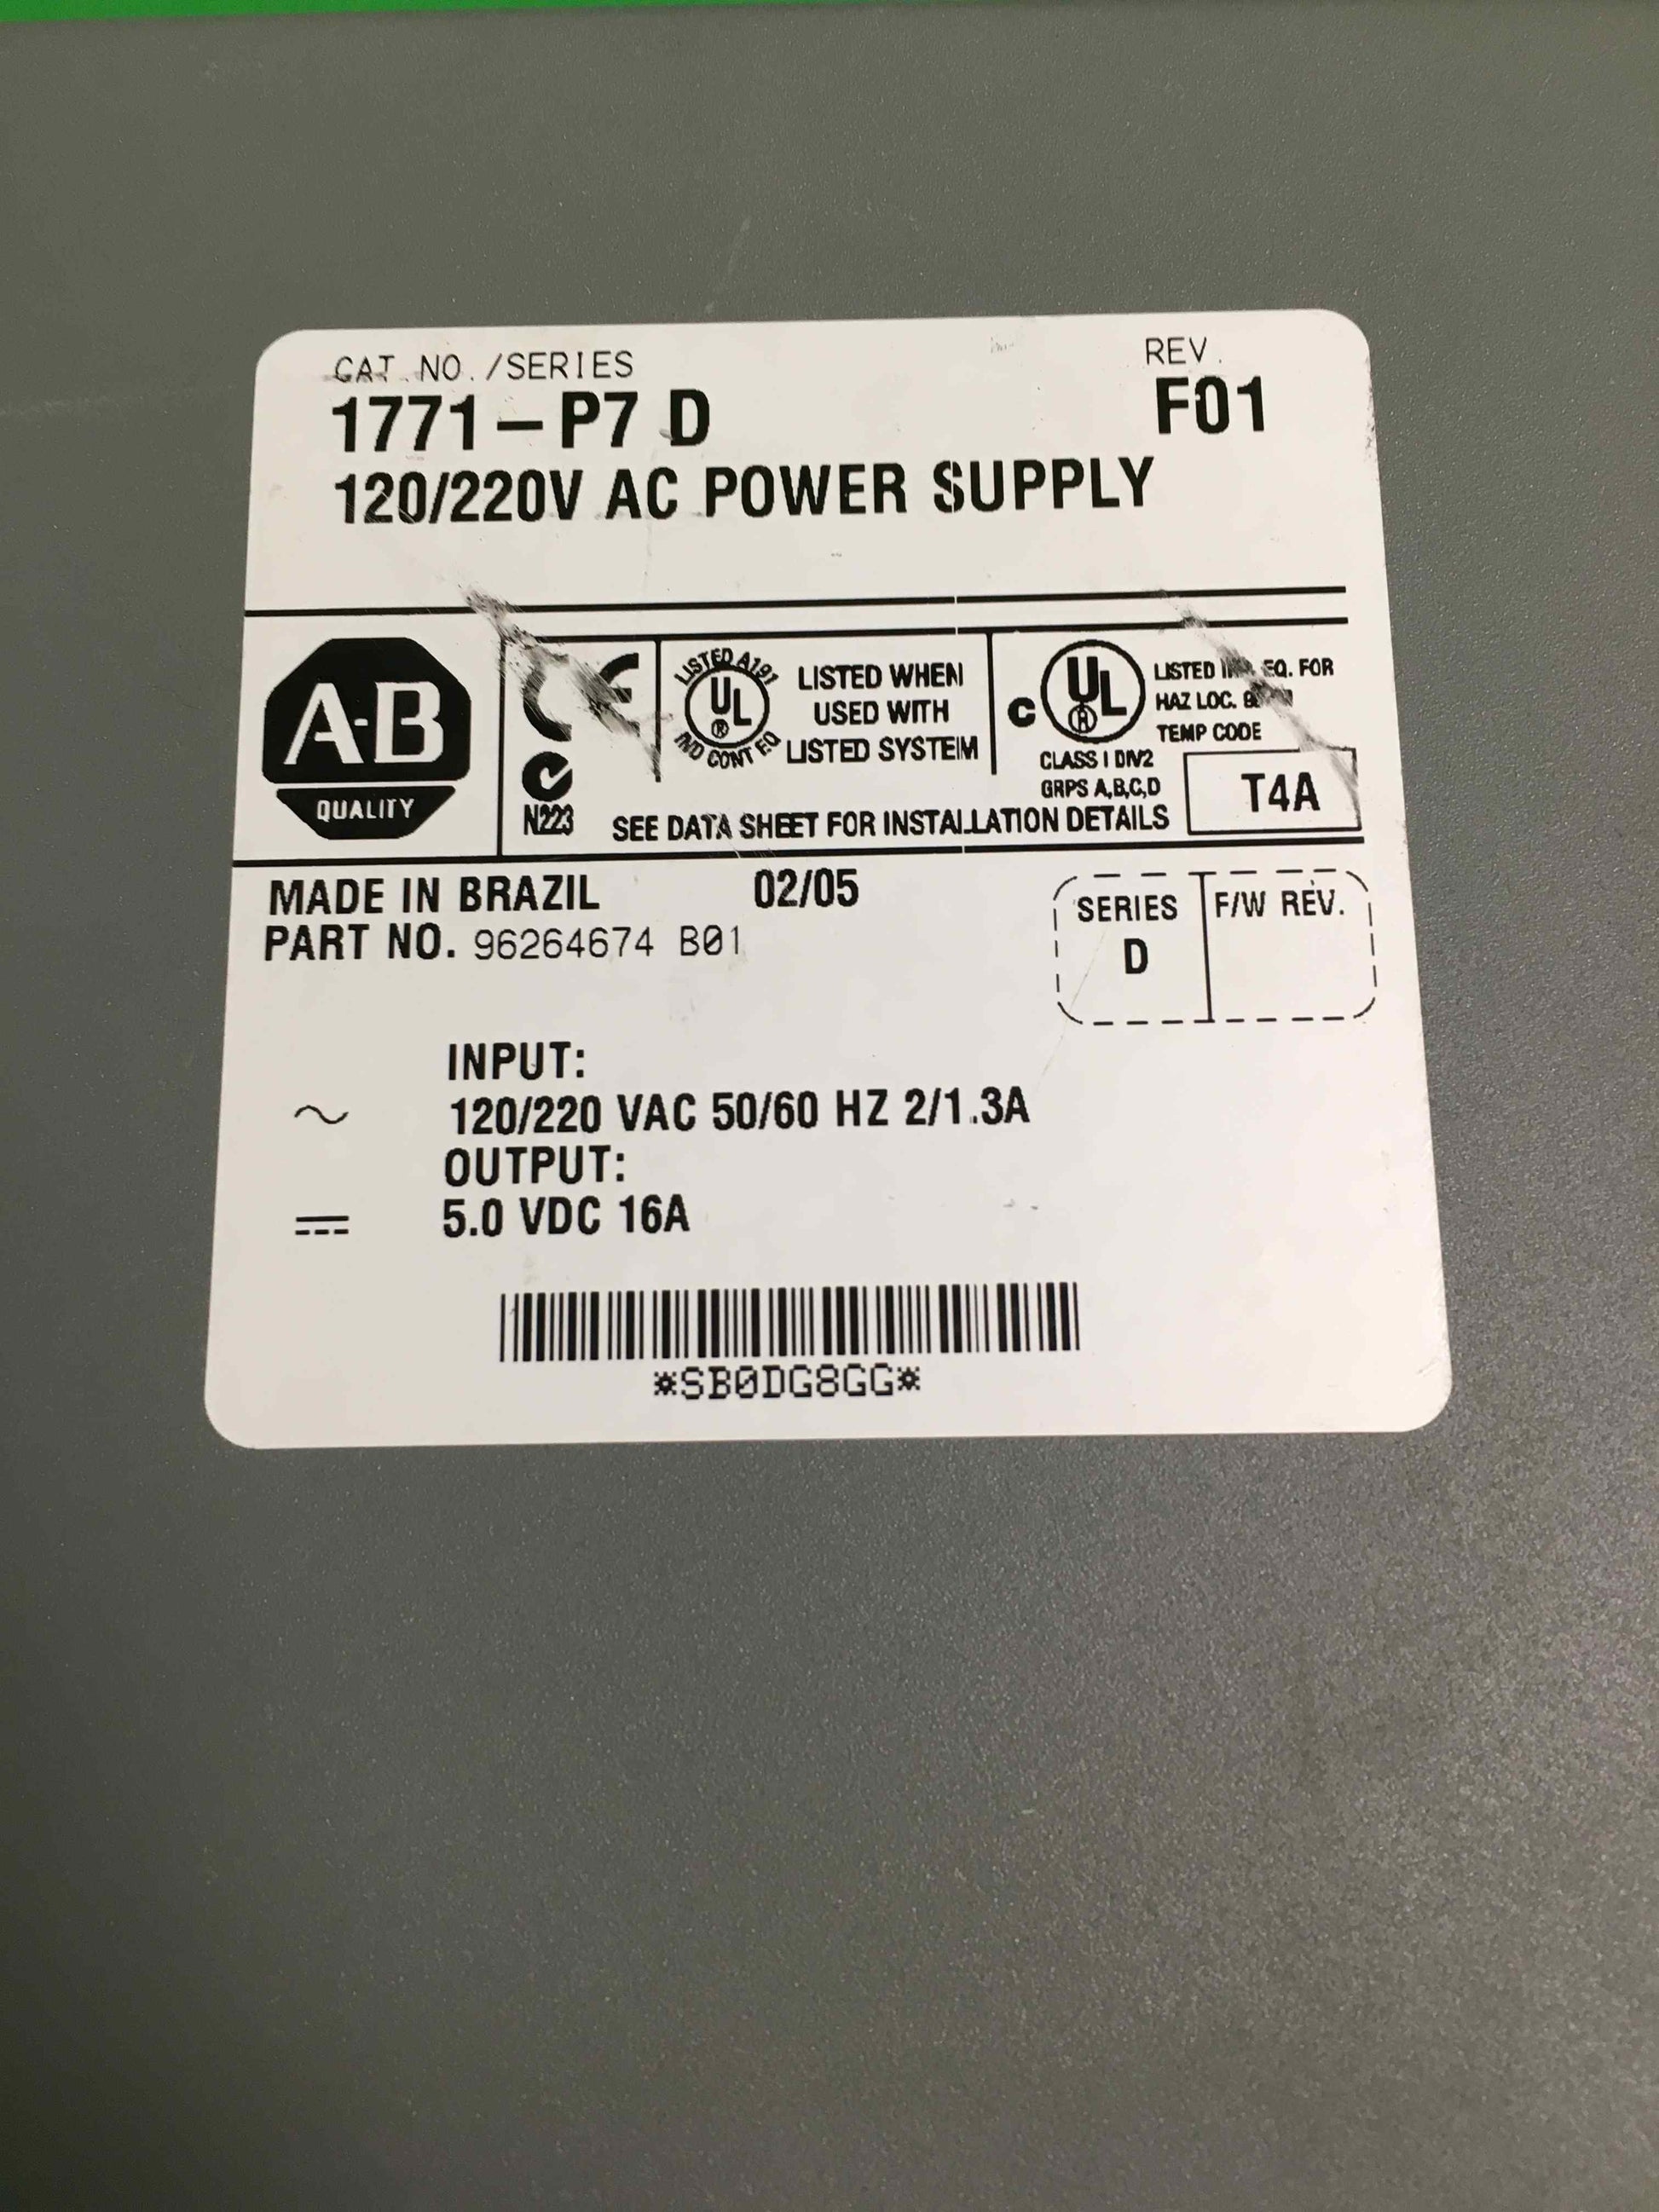 CAT.NO./SERIES
REV.
1771-P7 D
F01
120/220V AC POWER SUPPLY
A-B
QUALITY
CE
N223
LISTED A191
UL
®
IND CONT EQ
LISTED WHEN
USED WITH
LISTED SYSTEM
C UL ®
LISTED EQ. FOR
HAZ LOC.
TEMP CODE
CLASS I DIV2
GRPS A,B,C,D
T4A
SEE DATA SHEET FOR INSTALLATION DETAILS
MADE IN BRAZIL 02/05
PART NO. 96264674 B01
SERIES
D
F/W REV.
INPUT:
120/220 VAC 50/60 HZ 2/1.3A
OUTPUT:
5.0 VDC 16A
*SB0DG8GG*